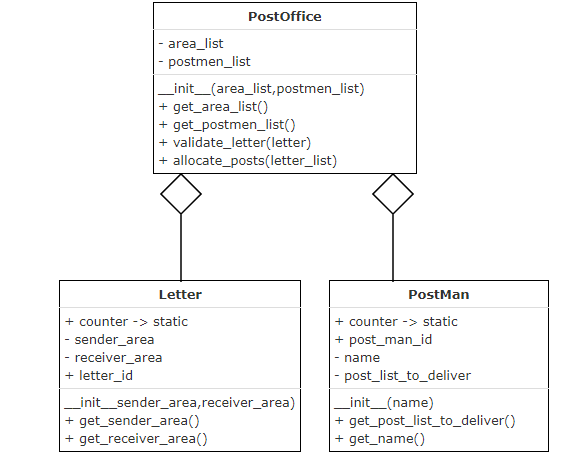 PostOffice
- area_list
- postmen_list
__init__(area_list,postmen_list)
+ get_area_list()
+ get_postmen_list()
+ validate_letter(letter)
+ allocate_posts(letter_list)
Letter
+ counter -> static
- sender_area
- receiver_area
+ letter_id
__init__sender_area,receiver_area)
+ get_sender_area()
+ get_receiver_area()
PostMan
+ counter -> static
+ post_man_id
- name
- post_list_to_deliver
__init__(name)
+ get_post_list_to_deliver()
+ get_name()